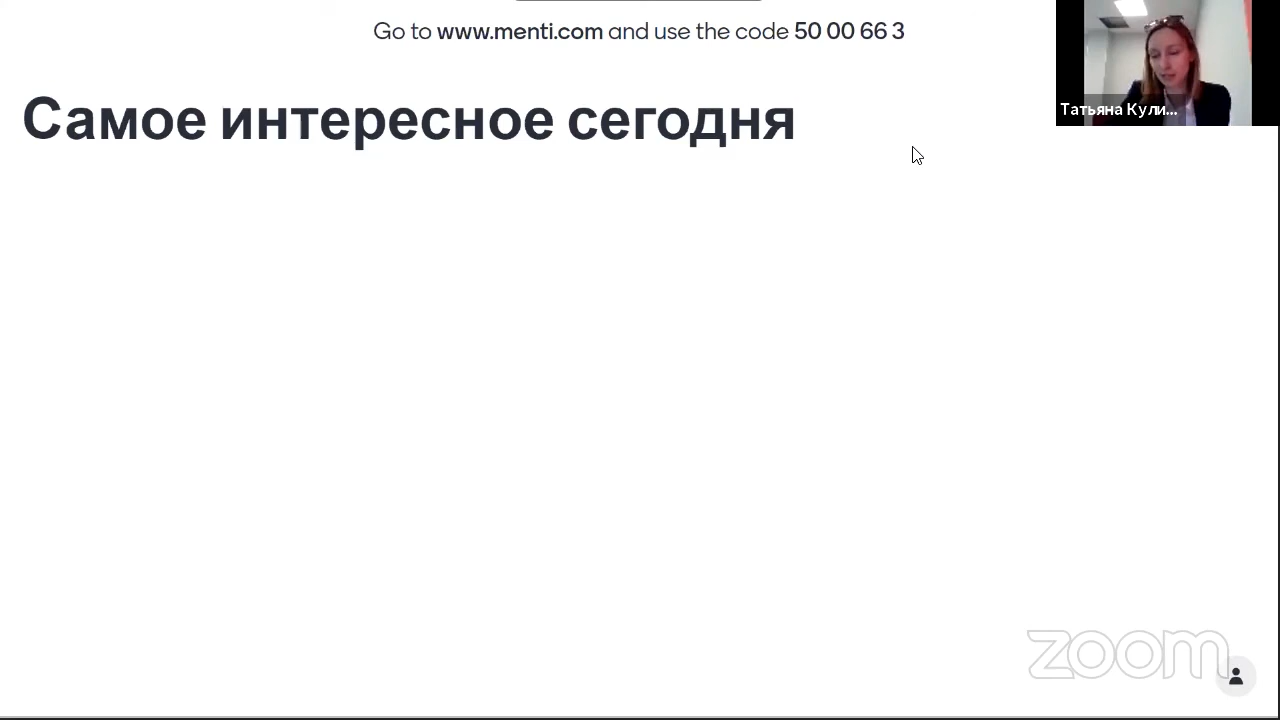 Go to www.menti.com and use the code 50 00 66 3
Татьяна Кули...
Самое интересное сегодня
zoom